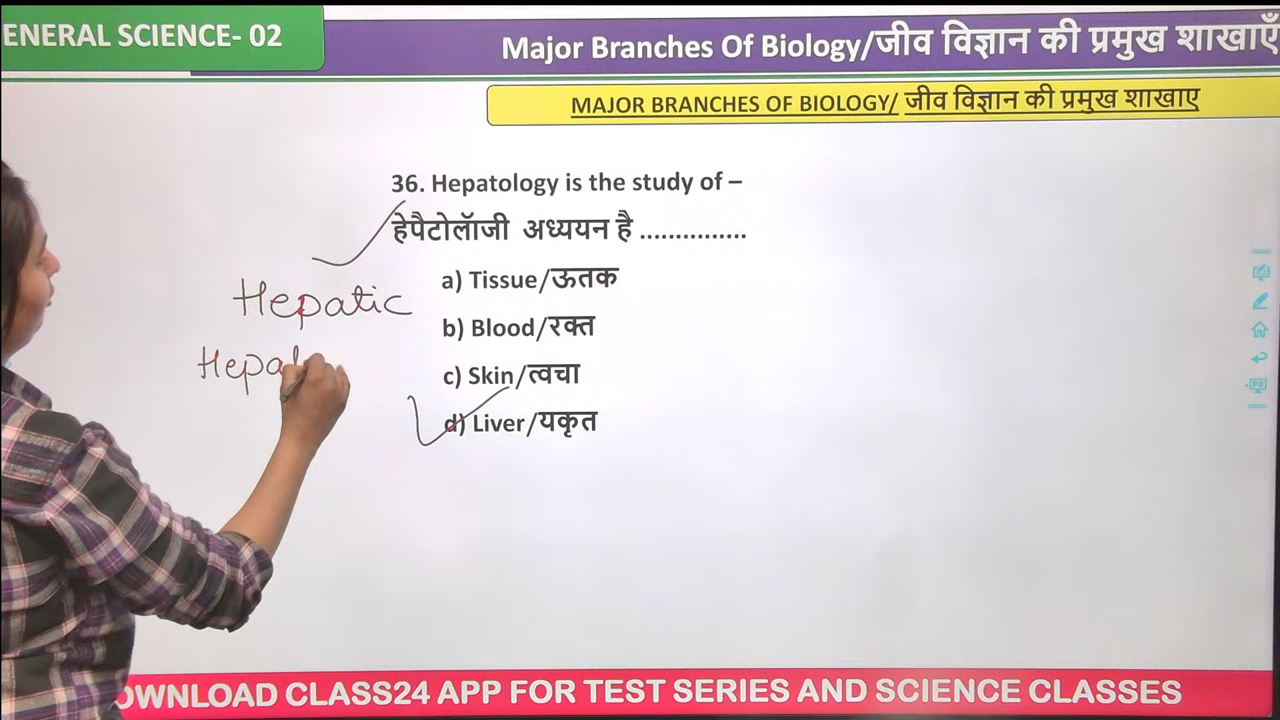 ENERAL SCIENCE- 02
Major Branches Of Biology/जीव विज्ञान की प्रमुख शाखाएँ
MAJOR BRANCHES OF BIOLOGY/ जीव विज्ञान की प्रमुख शाखाए
36. Hepatology is the study of –
हेपैटोलॉजी अध्ययन है ...............
a) Tissue/ऊतक
Hepatic
b) Blood/रक्त
Hepa
c) Skin/त्वचा
d) Liver/यकृत
OWNLOAD CLASS24 APP FOR TEST SERIES AND SCIENCE CLASSES